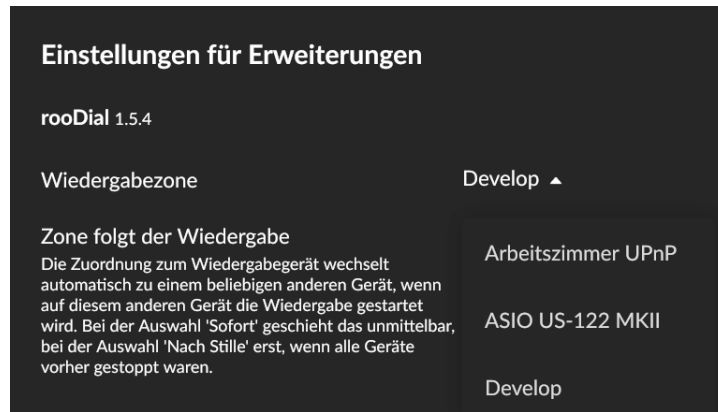 Einstellungen für Erweiterungen
rooDial 1.5.4
Wiedergabezone
Develop
Zone folgt der Wiedergabe
Die Zuordnung zum Wiedergabegerät wechselt
automatisch zu einem beliebigen anderen Gerät, wenn
auf diesem anderen Gerät die Wiedergabe gestartet
wird. Bei der Auswahl 'Sofort' geschieht das unmittelbar,
bei der Auswahl 'Nach Stille' erst, wenn alle Geräte
vorher gestoppt waren.
Arbeitszimmer UPnP
ASIO US-122 MKII
Develop